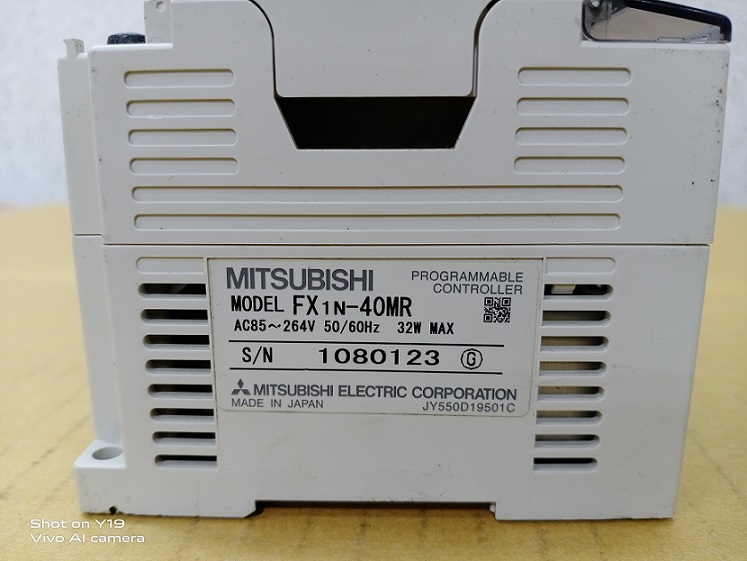 MITSUBISHI
PROGRAMMABLE
CONTROLLER
MODEL FX1N-40MR
AC85~264V 50/60Hz 32W MAX
S/N 1080123 G
MITSUBISHI ELECTRIC CORPORATION
MADE IN JAPAN JY550D19501C
Shot on Y19
Vivo AI camera